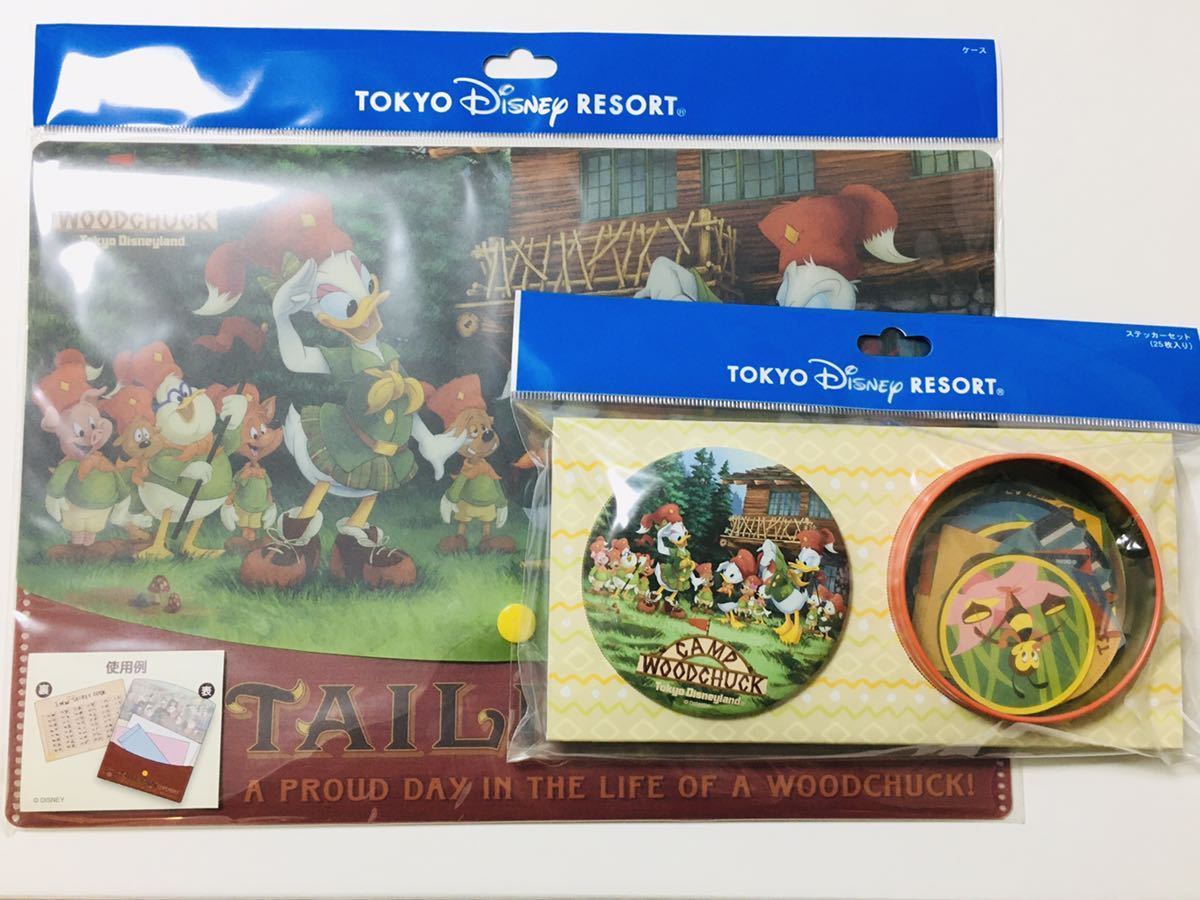 ケース
TOKYO Disney RESORT®
WOODCHUCK
Tokyo Disneyland
使用例
裏
表
© DISNEY
TAIL
A PROUD DAY IN THE LIFE OF A WOODCHUCK!
ステッカーセット
(25枚入り)
TOKYO Disney RESORT®
CAMP
WOODCHUCK
Tokyo Disneyland